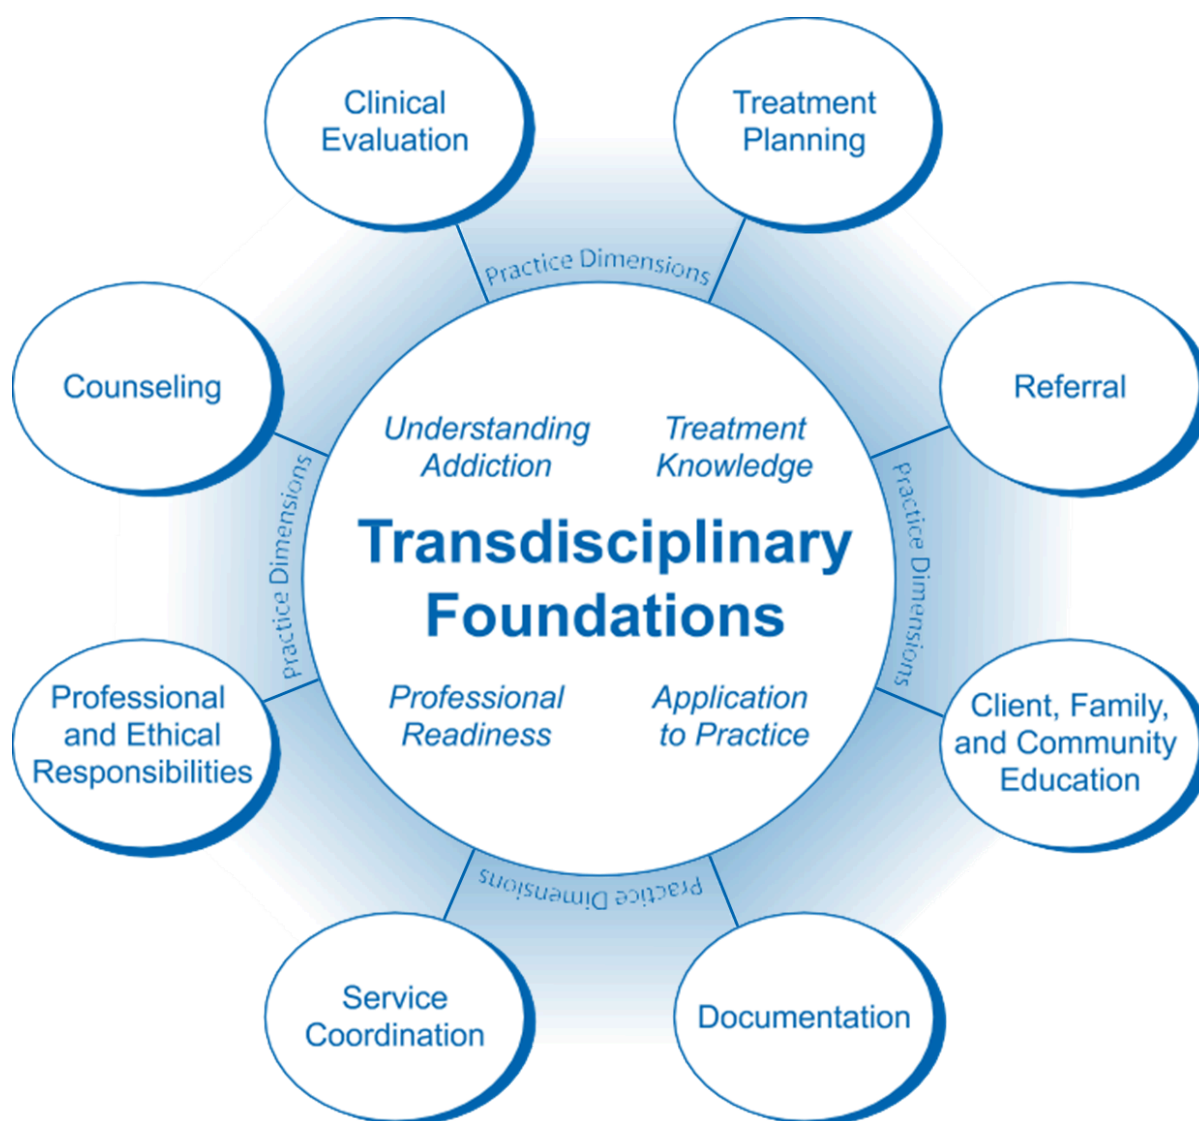 Clinical
Evaluation
Treatment
Planning
Practice Dimensions
Counseling
Referral
Understanding
Addiction
Treatment
Knowledge
Practice Dimensions
Practice Dimensions
Transdisciplinary
Foundations
Professional
Readiness
Application
to Practice
Professional
and Ethical
Responsibilities
Client, Family,
and Community
Education
Practice Dimensions
Service
Coordination
Documentation